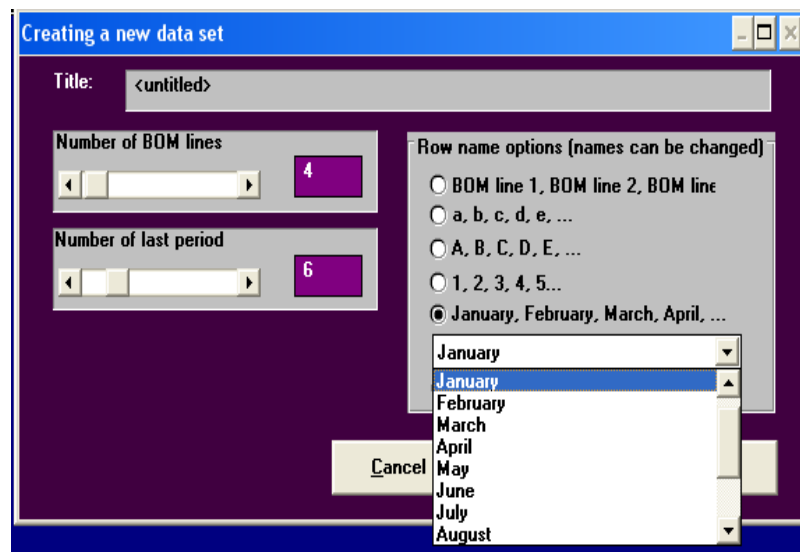 Creating a new data set
Title:
<untitled>
Number of BOM lines
4
Number of last period
6
Row name options (names can be changed)
BOM line 1, BOM line 2, BOM line
a, b, c, d, e, ...
A, B, C, D, E, ...
1, 2, 3, 4, 5...
January, February, March, April, ...
January
January
February
March
April
May
June
July
August
Cancel